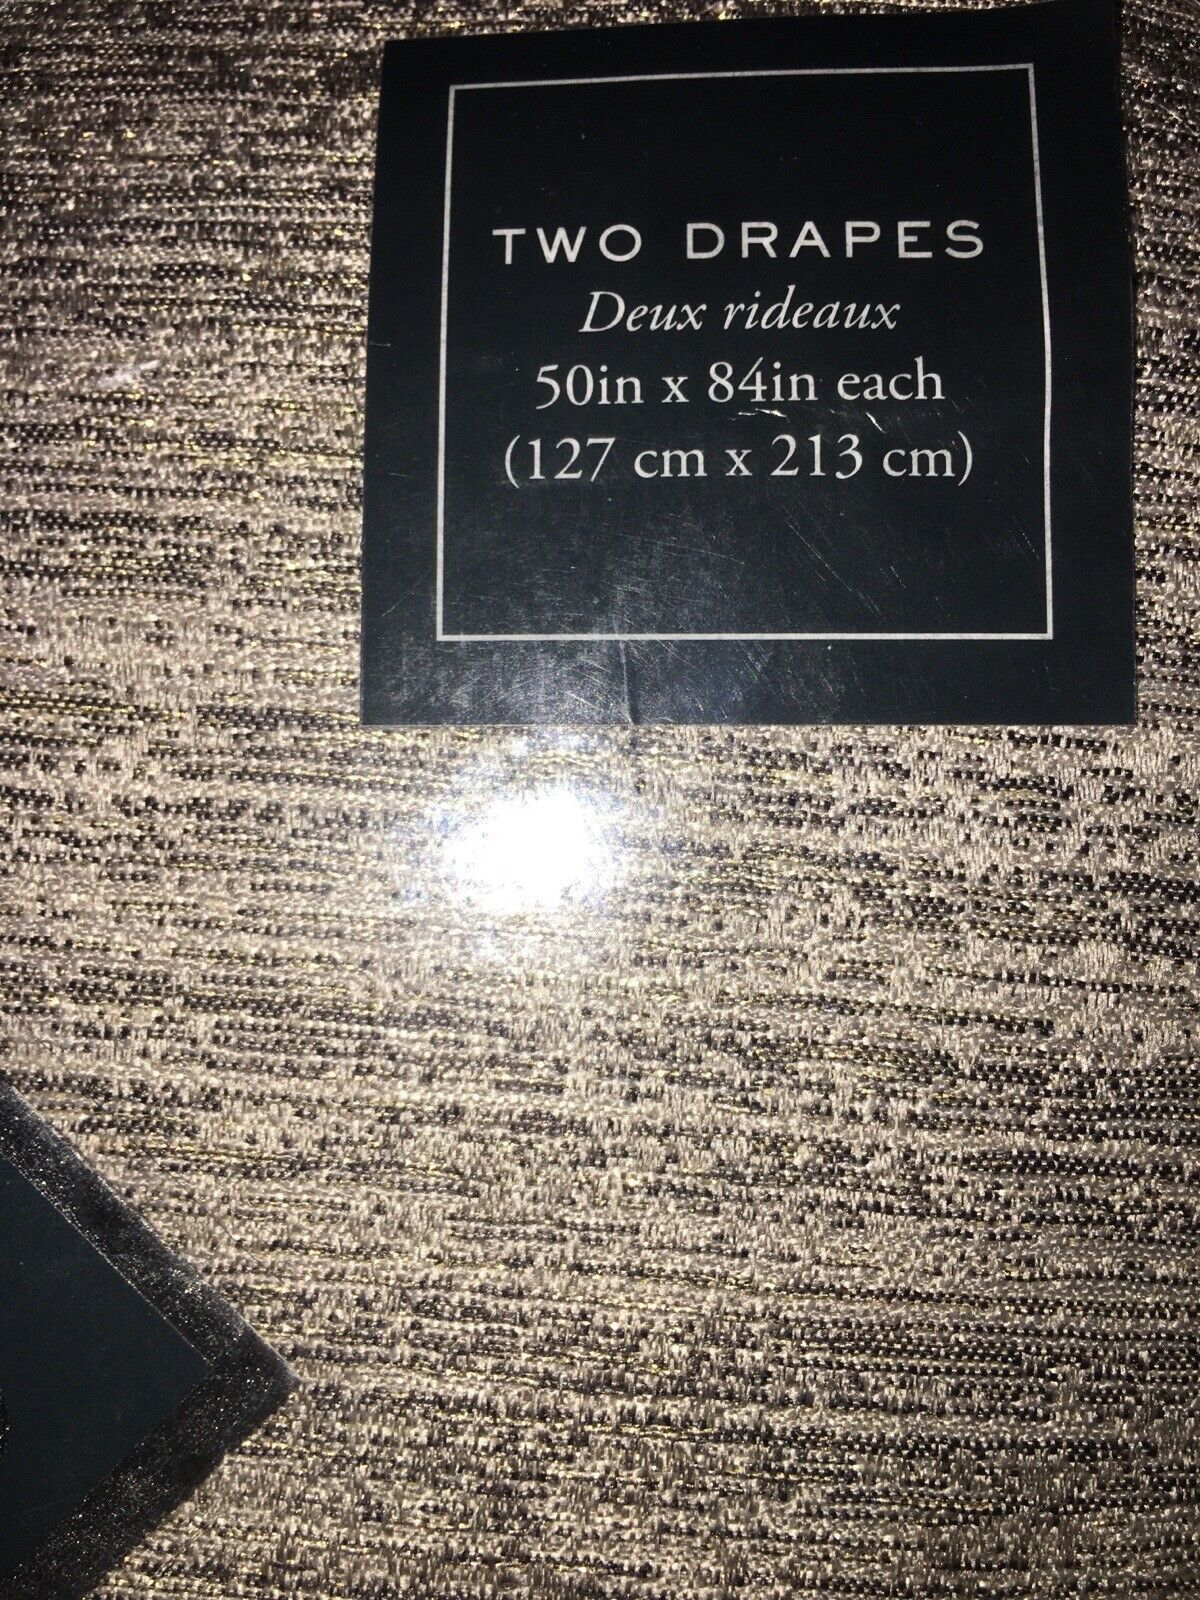 TWO DRAPES
Deux rideaux
50in x 84in each
(127 cm x 213 cm)